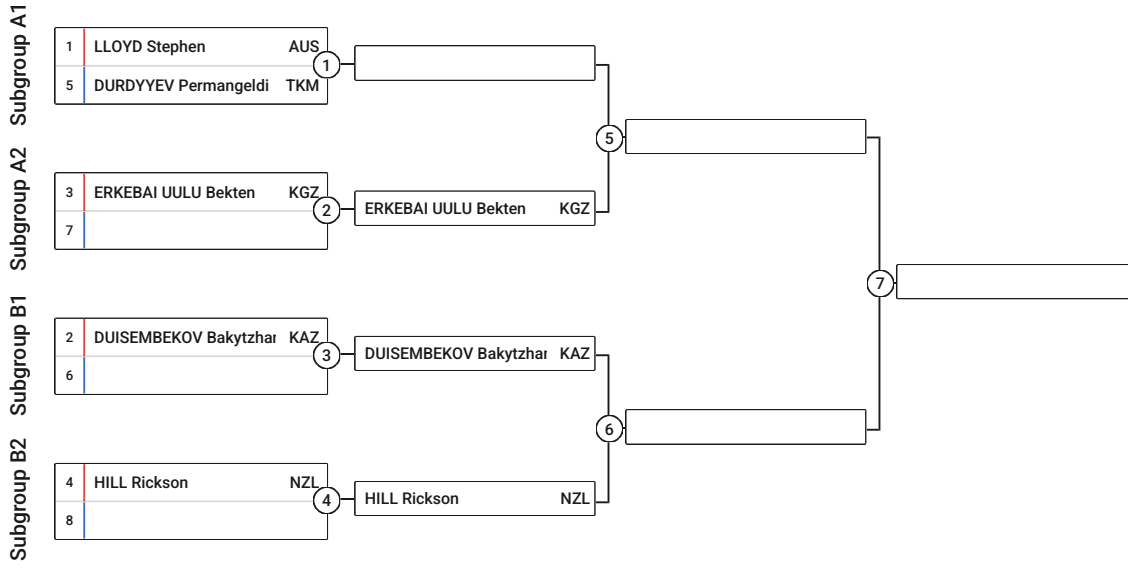 Subgroup A1
1 LLOYD Stephen AUS
5 DURDYYEV Permangeldi TKM
1
Subgroup A2
3 ERKEBAI UULU Bekten KGZ
7
2
ERKEBAI UULU Bekten KGZ
5
Subgroup B1
2 DUISEMBEKOV Bakytzhan KAZ
6
3
DUISEMBEKOV Bakytzhan KAZ
Subgroup B2
4 HILL Rickson NZL
8
4
HILL Rickson NZL
6
7